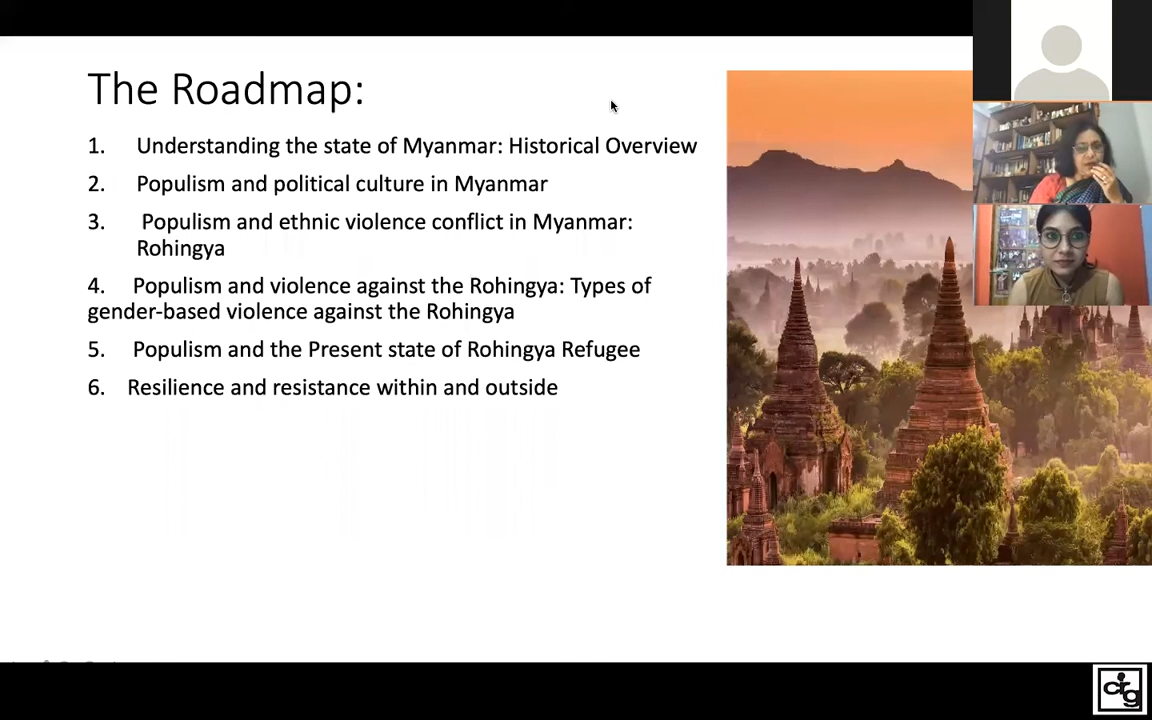 The Roadmap:
1. Understanding the state of Myanmar: Historical Overview
2. Populism and political culture in Myanmar
3. Populism and ethnic violence conflict in Myanmar:
Rohingya
4. Populism and violence against the Rohingya: Types of
gender-based violence against the Rohingya
5. Populism and the Present state of Rohingya Refugee
6. Resilience and resistance within and outside
cirg